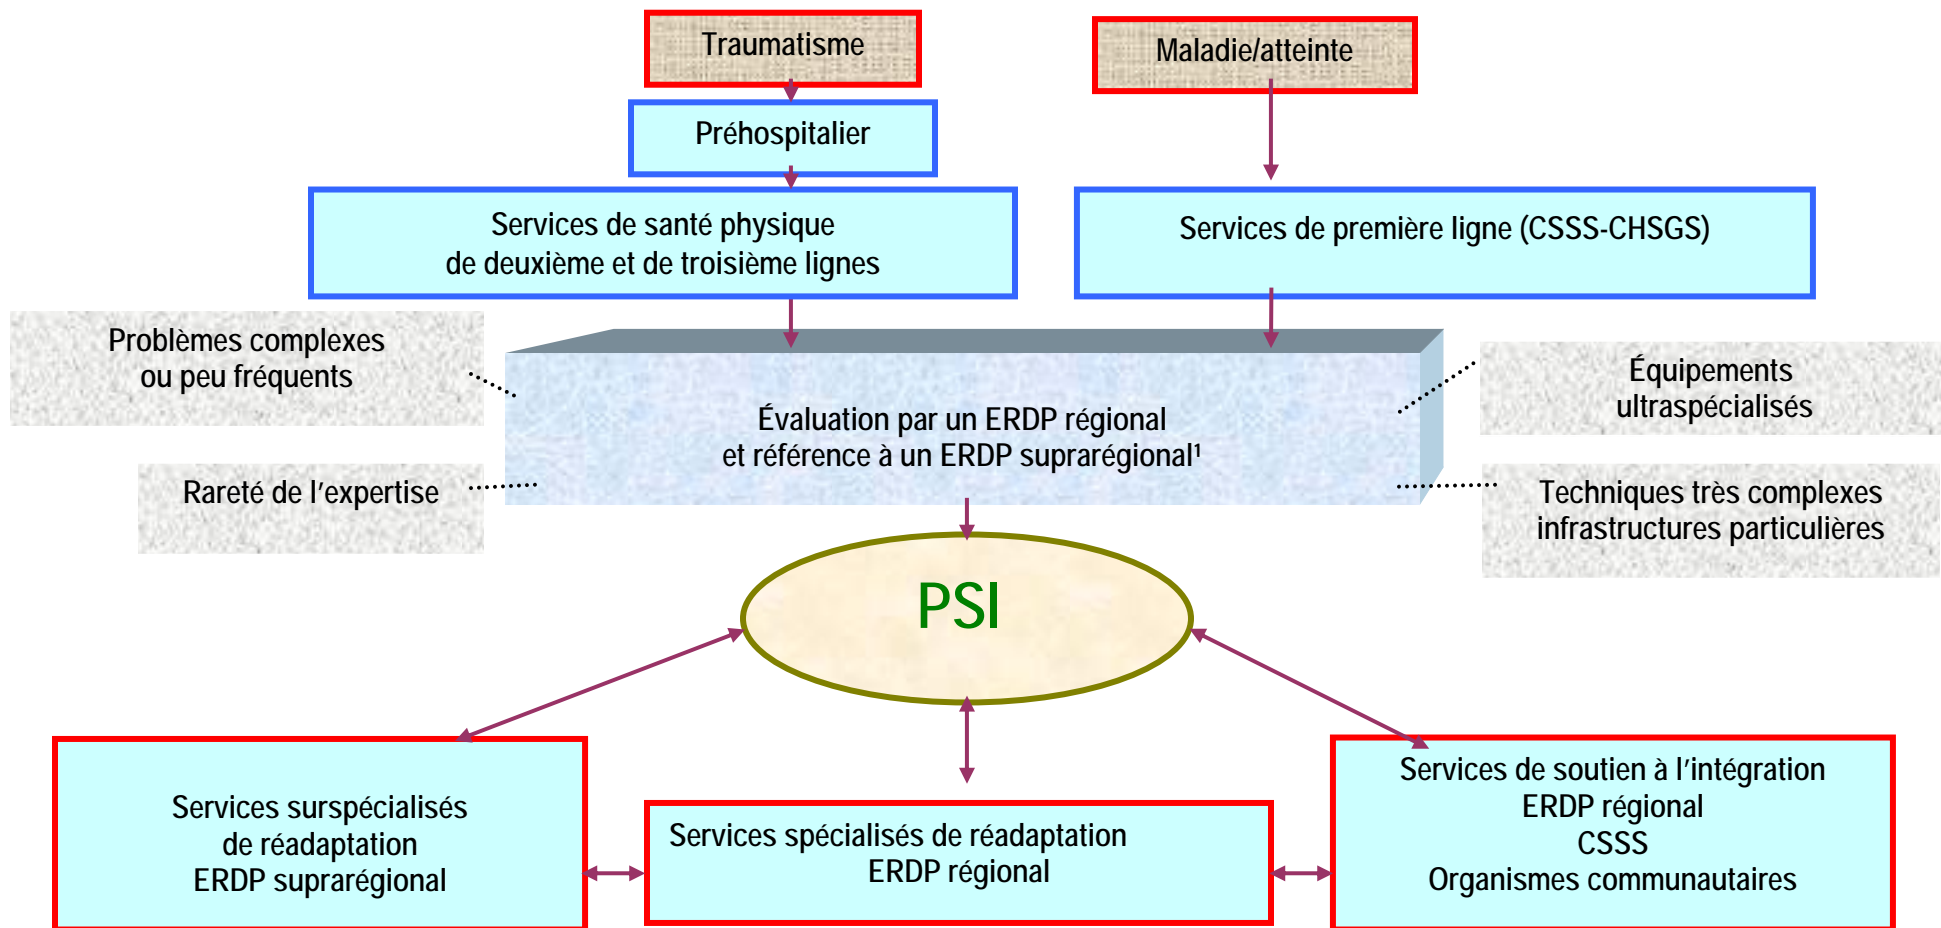 Traumatisme
Maladie/atteinte
Préhospitalier
Services de santé physique
de deuxième et de troisième lignes
Services de première ligne (CSSS-CHSGS)
Problèmes complexes
ou peu fréquents
Équipements
ultraspécialisés
Évaluation par un ERDP régional
et référence à un ERDP suprarégional¹
Rareté de l’expertise
Techniques très complexes
infrastructures particulières
PSI
Services surspécialisés
de réadaptation
ERDP suprarégional
Services spécialisés de réadaptation
ERDP régional
Services de soutien à l’intégration
ERDP régional
CSSS
Organismes communautaires